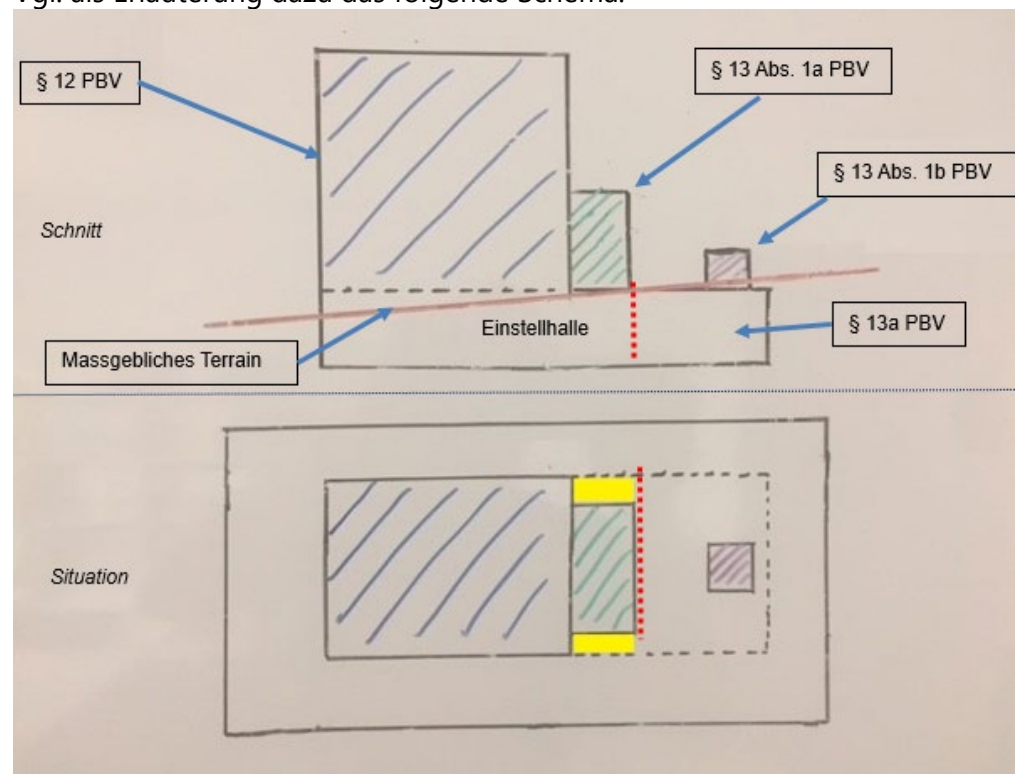 Vgl. als Erläuterung dazu das folgende Schema.
§ 12 PBV
§ 13 Abs. 1a PBV
§ 13 Abs. 1b PBV
Schnitt
Einstellhalle
§ 13a PBV
Massgebliches Terrain
Situation